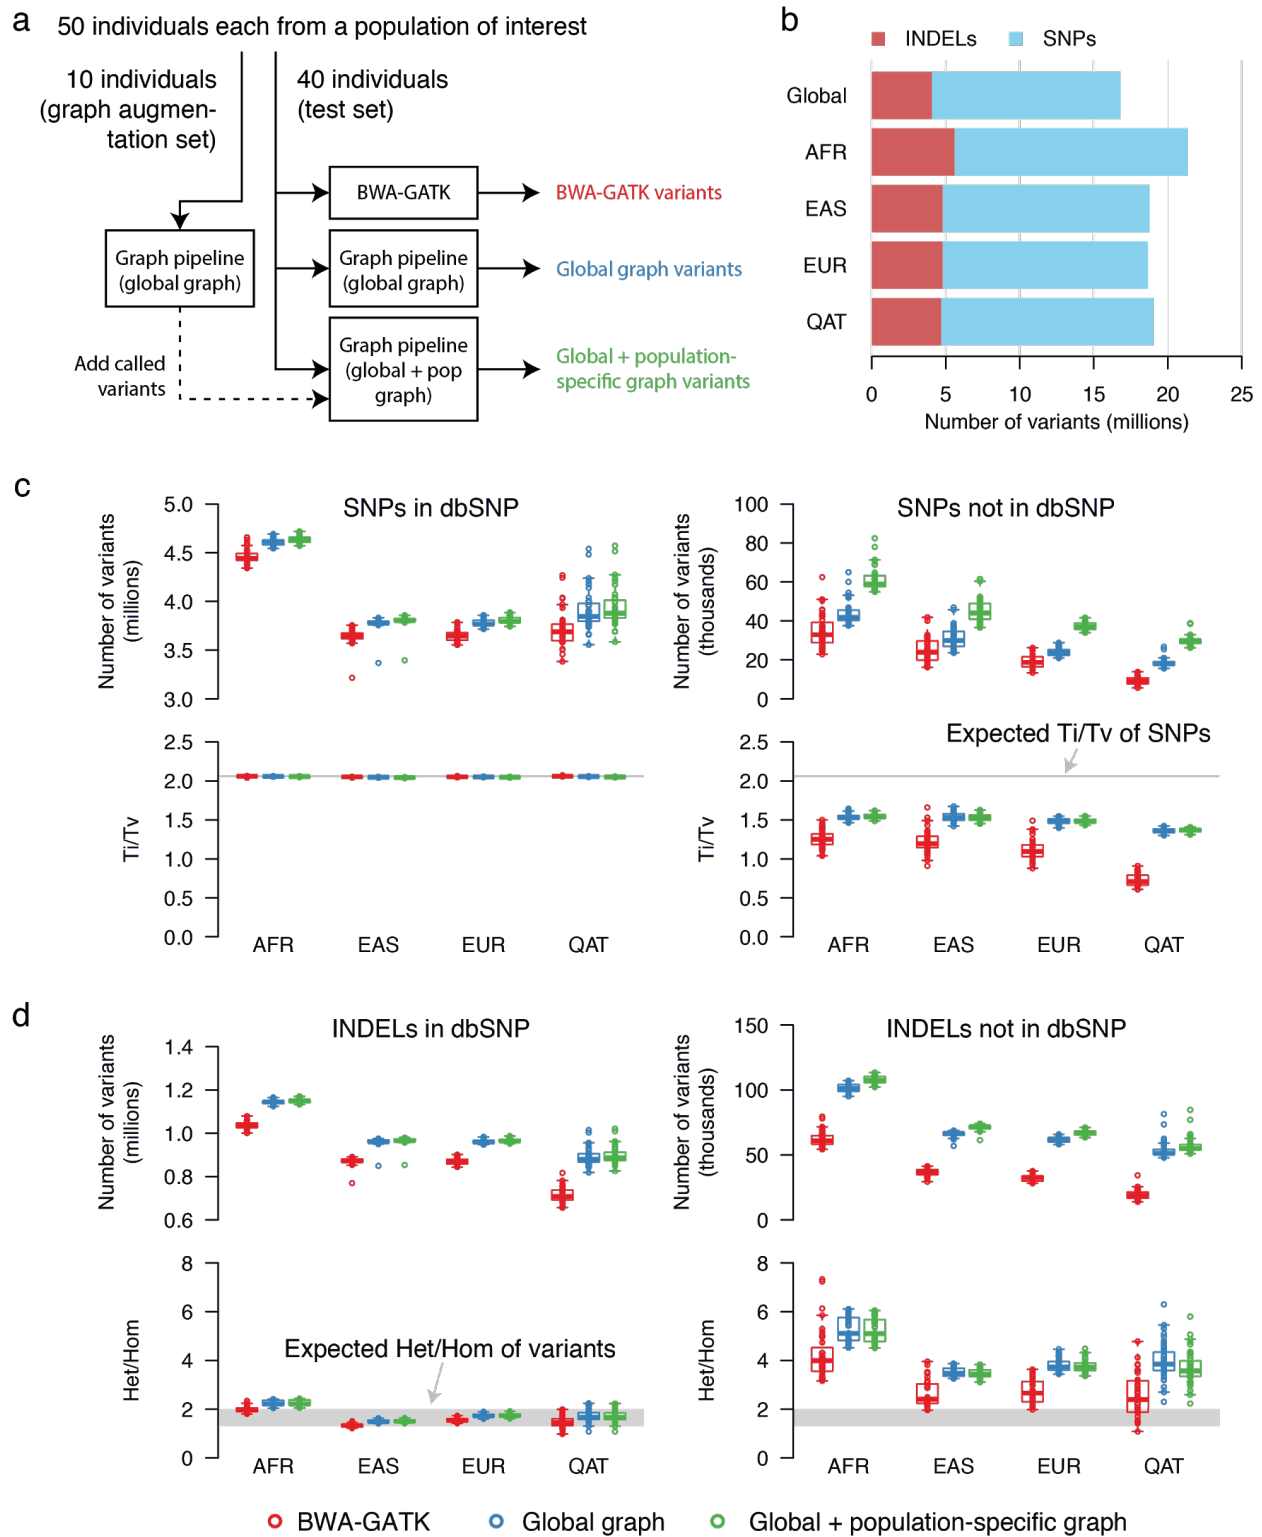 a
50 individuals each from a population of interest
10 individuals
(graph augmen-
tation set)
40 individuals
(test set)
BWA-GATK
BWA-GATK variants
Graph pipeline
(global graph)
Graph pipeline
(global graph)
Global graph variants
Add called
variants
Graph pipeline
(global + pop
graph)
Global + population-
specific graph variants
b
INDELs
SNPs
Global
AFR
EAS
EUR
QAT
0 5 10 15 20 25
Number of variants (millions)
c
SNPs in dbSNP
Number of variants
(millions)
5.0
4.5
4.0
3.5
3.0
Ti/Tv
2.5
2.0
1.5
1.0
0.5
0.0
AFR EAS EUR QAT
SNPs not in dbSNP
Number of variants
(thousands)
100
80
60
40
20
0
Expected Ti/Tv of SNPs
Ti/Tv
2.5
2.0
1.5
1.0
0.5
0.0
AFR EAS EUR QAT
d
INDELs in dbSNP
Number of variants
(millions)
1.4
1.2
1.0
0.8
0.6
Expected Het/Hom of variants
Het/Hom
8
6
4
2
0
AFR EAS EUR QAT
INDELs not in dbSNP
Number of variants
(thousands)
150
100
50
0
Het/Hom
8
6
4
2
0
AFR EAS EUR QAT
BWA-GATK
Global graph
Global + population-specific graph